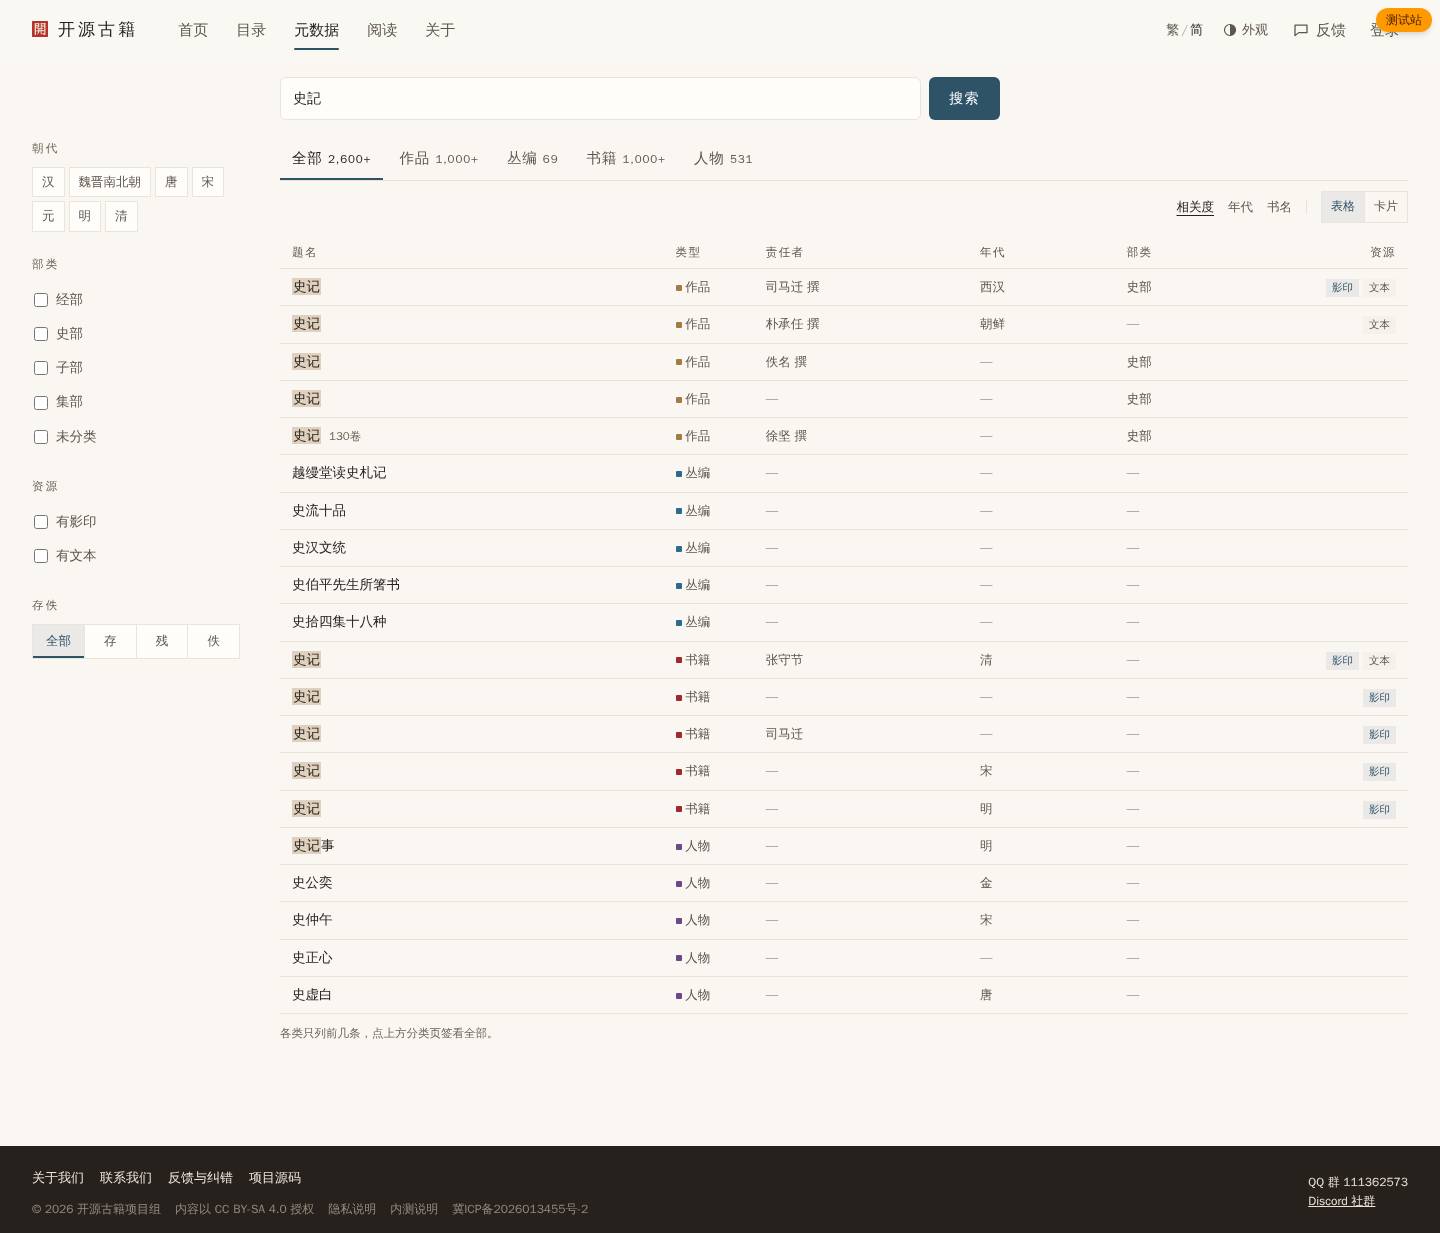 開 开源古籍 首页 目录 元数据 阅读 关于 繁 / 简 外观 反馈 测试站
史記 搜索
全部 2,600+ 作品 1,000+ 丛编 69 书籍 1,000+ 人物 531
朝代
汉 魏晋南北朝 唐 宋
元 明 清
部类
经部
史部
子部
集部
未分类
资源
有影印
有文本
存佚
全部 存 残 佚
相关度 年代 书名 表格 卡片
题名 类型 责任者 年代 部类 资源
史记 作品 司马迁 撰 西汉 史部 影印 文本
史记 作品 朴承任 撰 朝鲜 — 文本
史记 作品 佚名 撰 — 史部
史记 作品 — — 史部
史记 130卷 作品 徐坚 撰 — 史部
越缦堂读史札记 丛编 — — —
史流十品 丛编 — — —
史汉文统 丛编 — — —
史伯平先生所箸书 丛编 — — —
史拾四集十八种 丛编 — — —
史记 书籍 张守节 清 — 影印 文本
史记 书籍 — — — 影印
史记 书籍 司马迁 — — 影印
史记 书籍 — 宋 — 影印
史记 书籍 — 明 — 影印
史记事 人物 — 明 —
史公奕 人物 — 金 —
史仲午 人物 — 宋 —
史正心 人物 — — —
史虚白 人物 — 唐 —
各类只列前几条，点上方分类页签看全部。
关于我们 联系我们 反馈与纠错 项目源码
© 2026 开源古籍项目组 内容以 CC BY-SA 4.0 授权 隐私说明 内测说明 冀ICP备2026013455号-2
QQ 群 111362573
Discord 社群